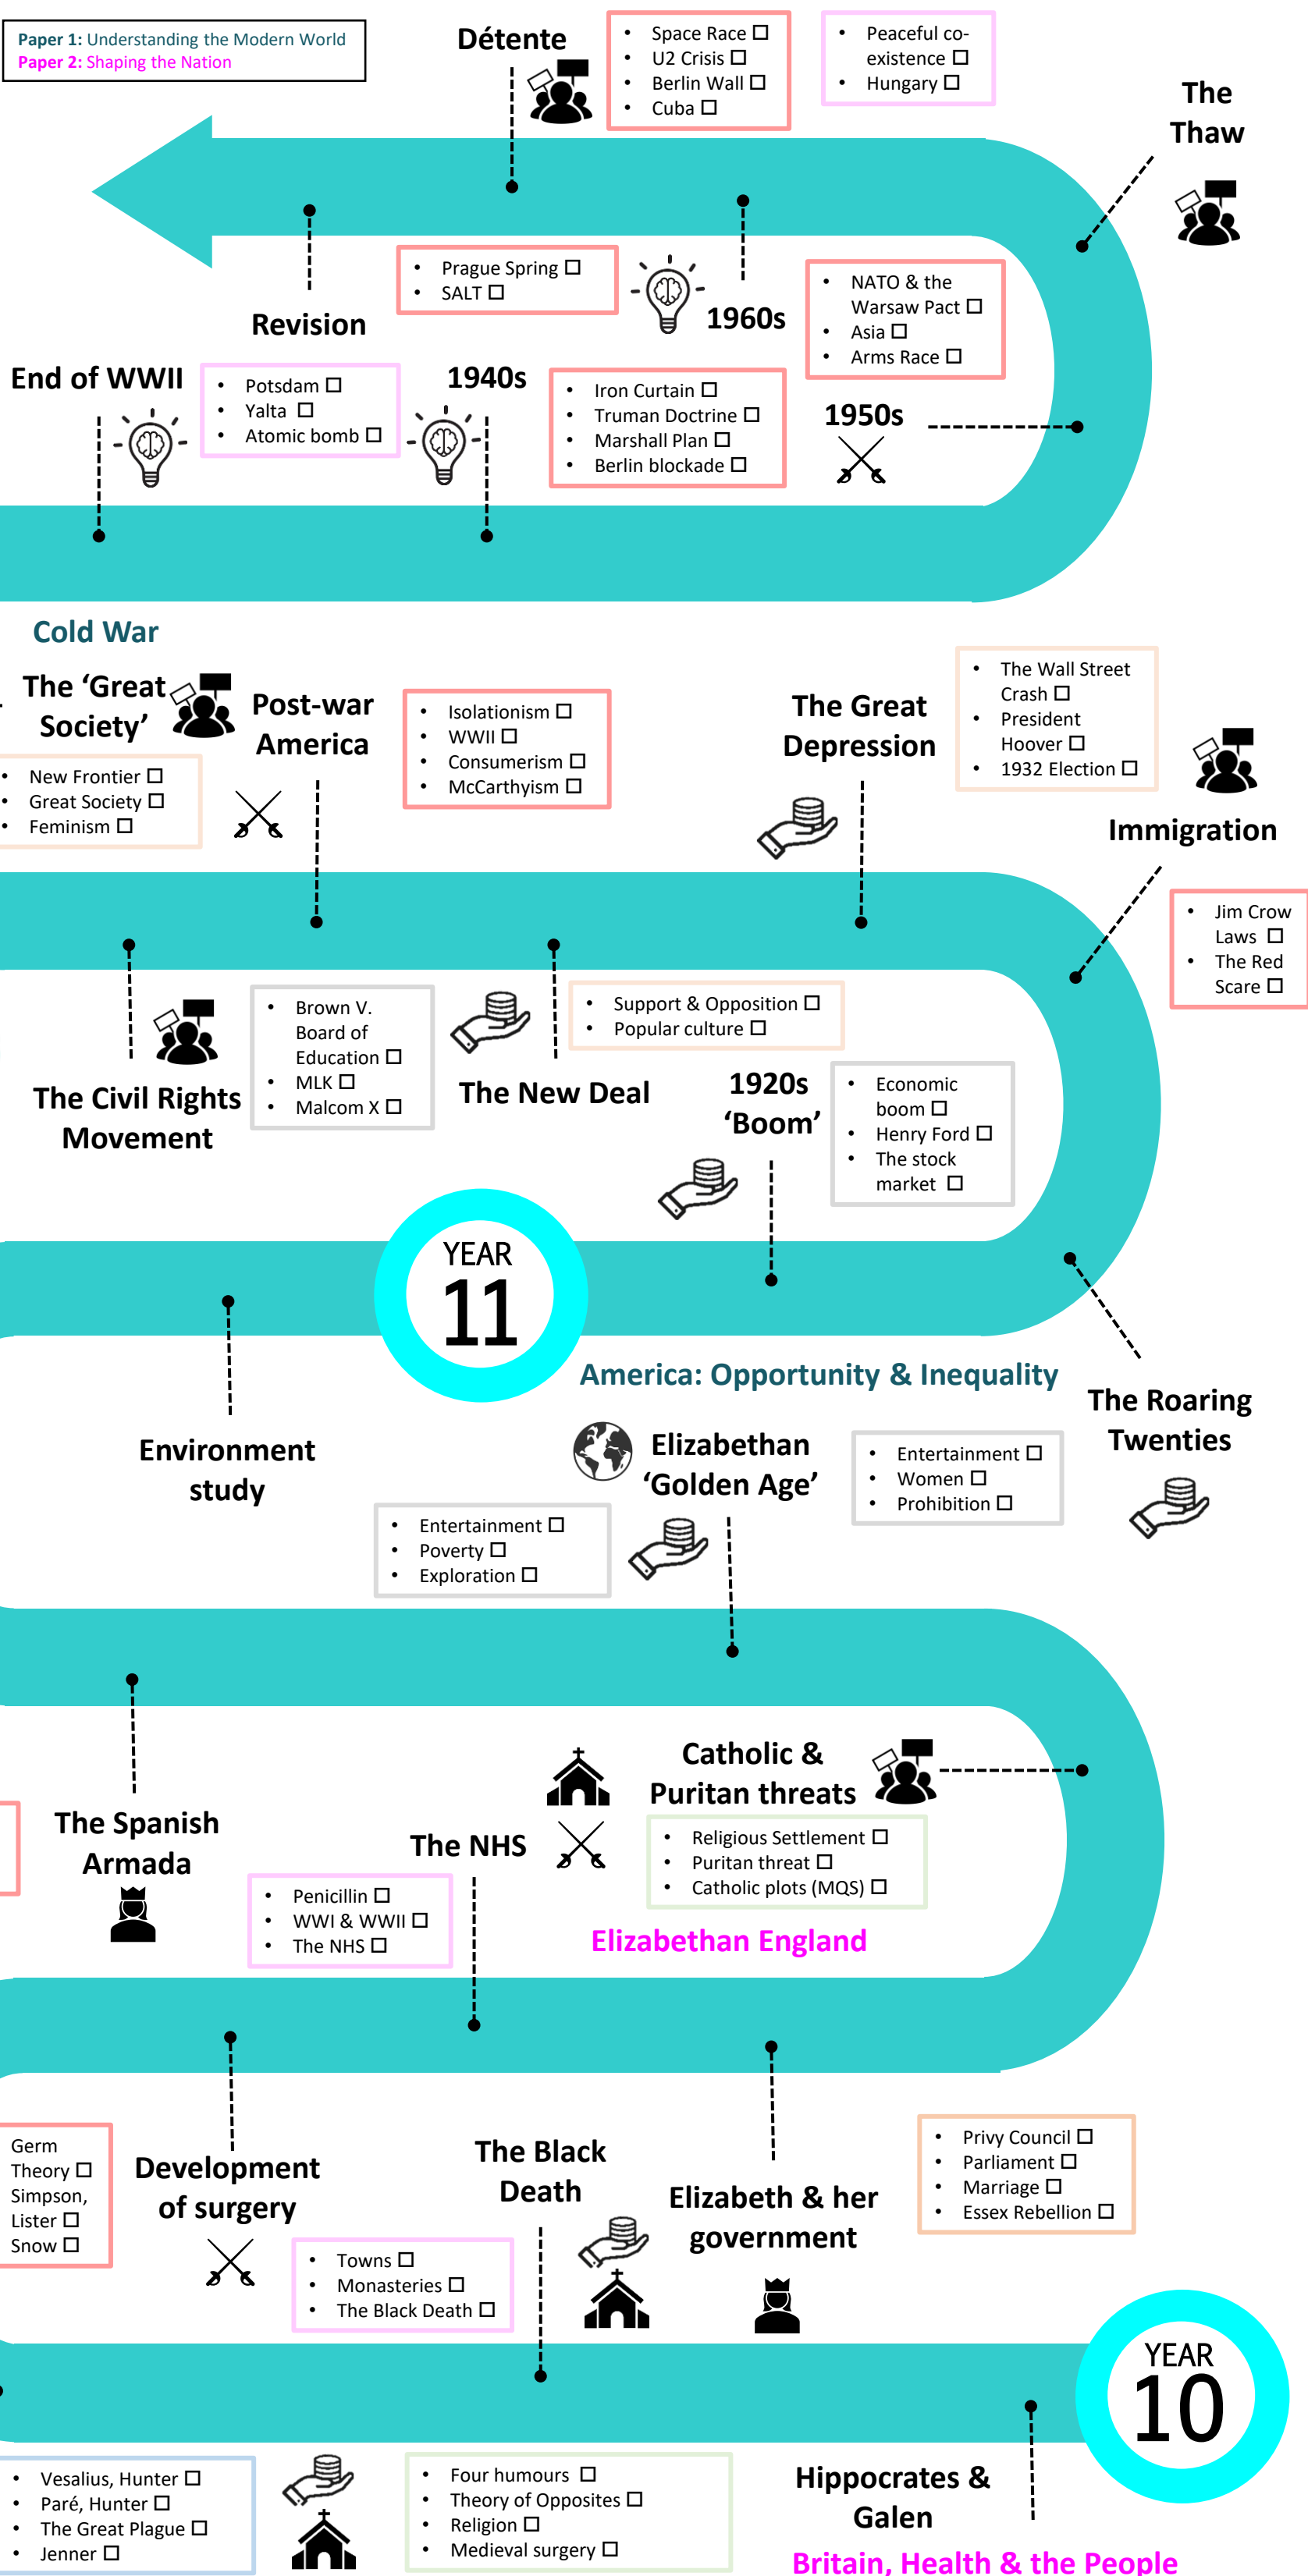 Paper 1: Understanding the Modern World
Paper 2: Shaping the Nation
Détente
• Space Race ☐
• U2 Crisis ☐
• Berlin Wall ☐
• Cuba ☐
• Peaceful co-
existence ☐
• Hungary ☐
The
Thaw
• Prague Spring ☐
• SALT ☐
Revision
1960s
• NATO & the
Warsaw Pact ☐
• Asia ☐
• Arms Race ☐
End of WWII
• Potsdam ☐
• Yalta ☐
• Atomic bomb ☐
1940s
• Iron Curtain ☐
• Truman Doctrine ☐
• Marshall Plan ☐
• Berlin blockade ☐
1950s
Cold War
The ‘Great
Society’
• New Frontier ☐
• Great Society ☐
• Feminism ☐
Post-war
America
• Isolationism ☐
• WWII ☐
• Consumerism ☐
• McCarthyism ☐
The Great
Depression
• The Wall Street
Crash ☐
• President
Hoover ☐
• 1932 Election ☐
Immigration
• Jim Crow
Laws ☐
• The Red
Scare ☐
The Civil Rights
Movement
• Brown V.
Board of
Education ☐
• MLK ☐
• Malcom X ☐
The New Deal
• Support & Opposition ☐
• Popular culture ☐
1920s
‘Boom’
• Economic
boom ☐
• Henry Ford ☐
• The stock
market ☐
YEAR
11
America: Opportunity & Inequality
The Roaring
Twenties
• Entertainment ☐
• Women ☐
• Prohibition ☐
Environment
study
Elizabethan
‘Golden Age’
• Entertainment ☐
• Poverty ☐
• Exploration ☐
The Spanish
Armada
Catholic &
Puritan threats
• Religious Settlement ☐
• Puritan threat ☐
• Catholic plots (MQS) ☐
The NHS
• Penicillin ☐
• WWI & WWII ☐
• The NHS ☐
Elizabethan England
Germ
Theory ☐
Simpson,
Lister ☐
Snow ☐
Development
of surgery
The Black
Death
• Towns ☐
• Monasteries ☐
• The Black Death ☐
Elizabeth & her
government
• Privy Council ☐
• Parliament ☐
• Marriage ☐
• Essex Rebellion ☐
YEAR
10
• Vesalius, Hunter ☐
• Paré, Hunter ☐
• The Great Plague ☐
• Jenner ☐
• Four humours ☐
• Theory of Opposites ☐
• Religion ☐
• Medieval surgery ☐
Hippocrates &
Galen
Britain, Health & the People